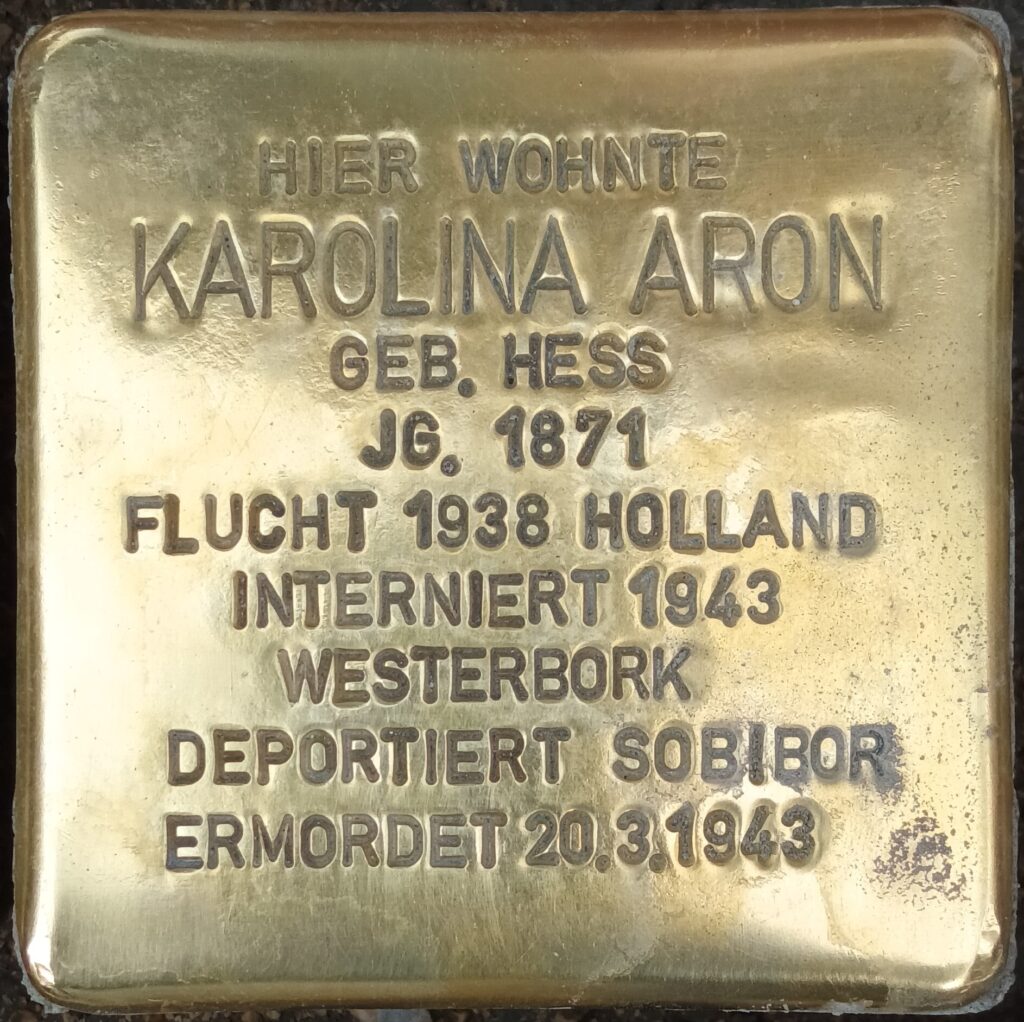 HIER WOHNTE
KAROLINA ARON
GEB. HESS
JG. 1871
FLUCHT 1938 HOLLAND
INTERNIERT 1943
WESTERBORK
DEPORTIERT SOBIBOR
ERMORDET 20.3.1943